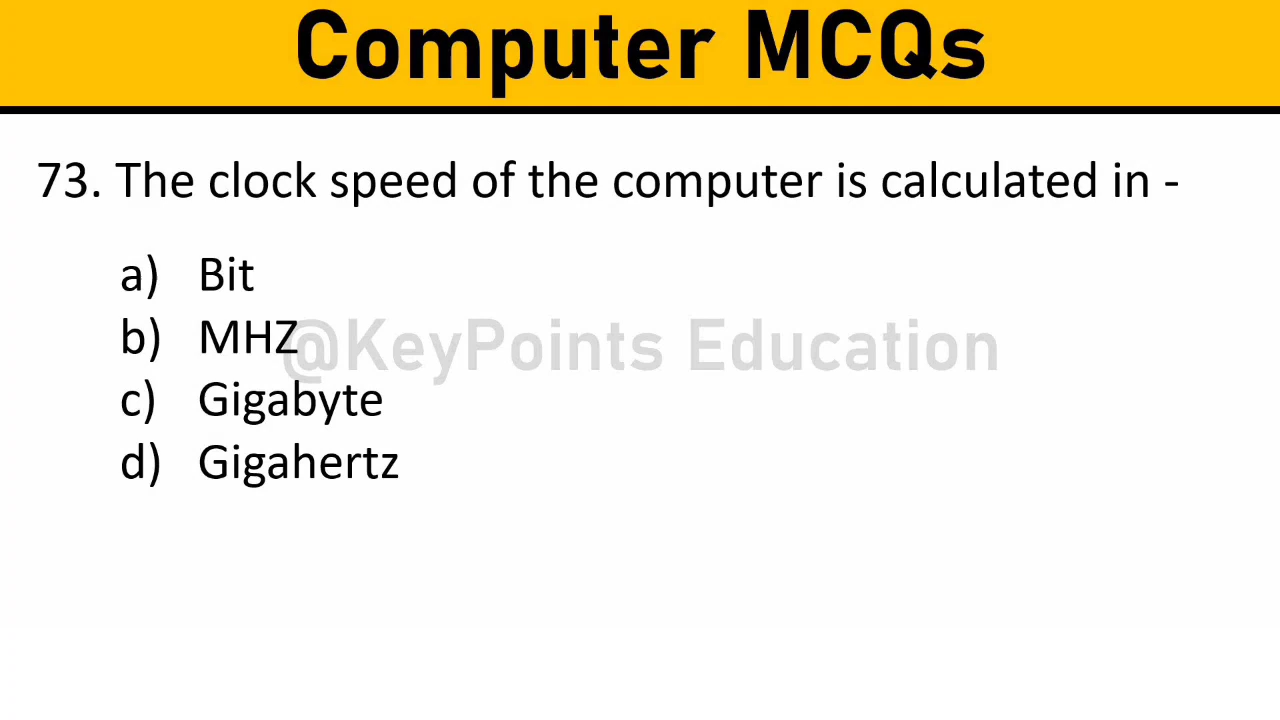 Computer MCQs
73. The clock speed of the computer is calculated in -
a) Bit
b) MHZ
@KeyPoints Education
c) Gigabyte
d) Gigahertz